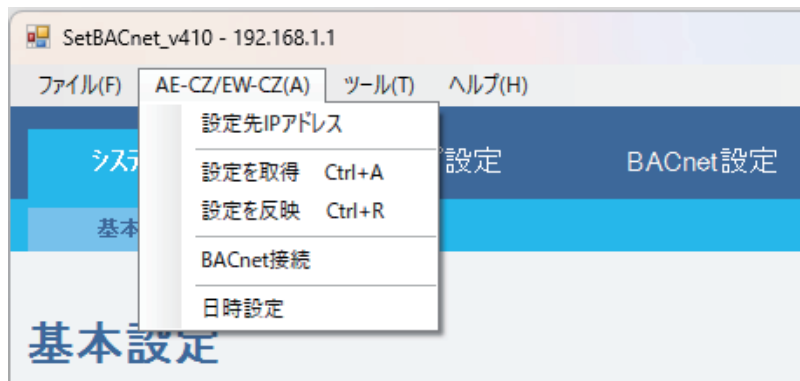 SetBACnet_v410 - 192.168.1.1
ファイル(F) AE-CZ/EW-CZ(A) ツール(T) ヘルプ(H)
設定先IPアドレス
設定を取得 Ctrl+A
設定を反映 Ctrl+R
BACnet接続
日時設定
システ 設定 BACnet設定
基本
基本設定